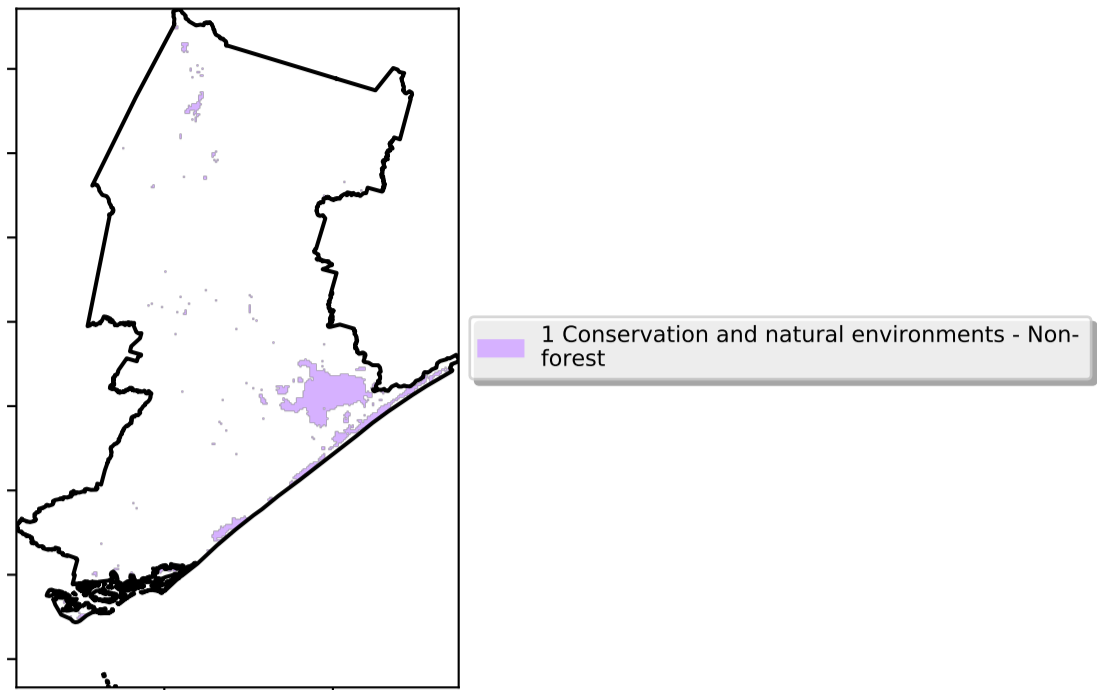 1 Conservation and natural environments - Non-
forest